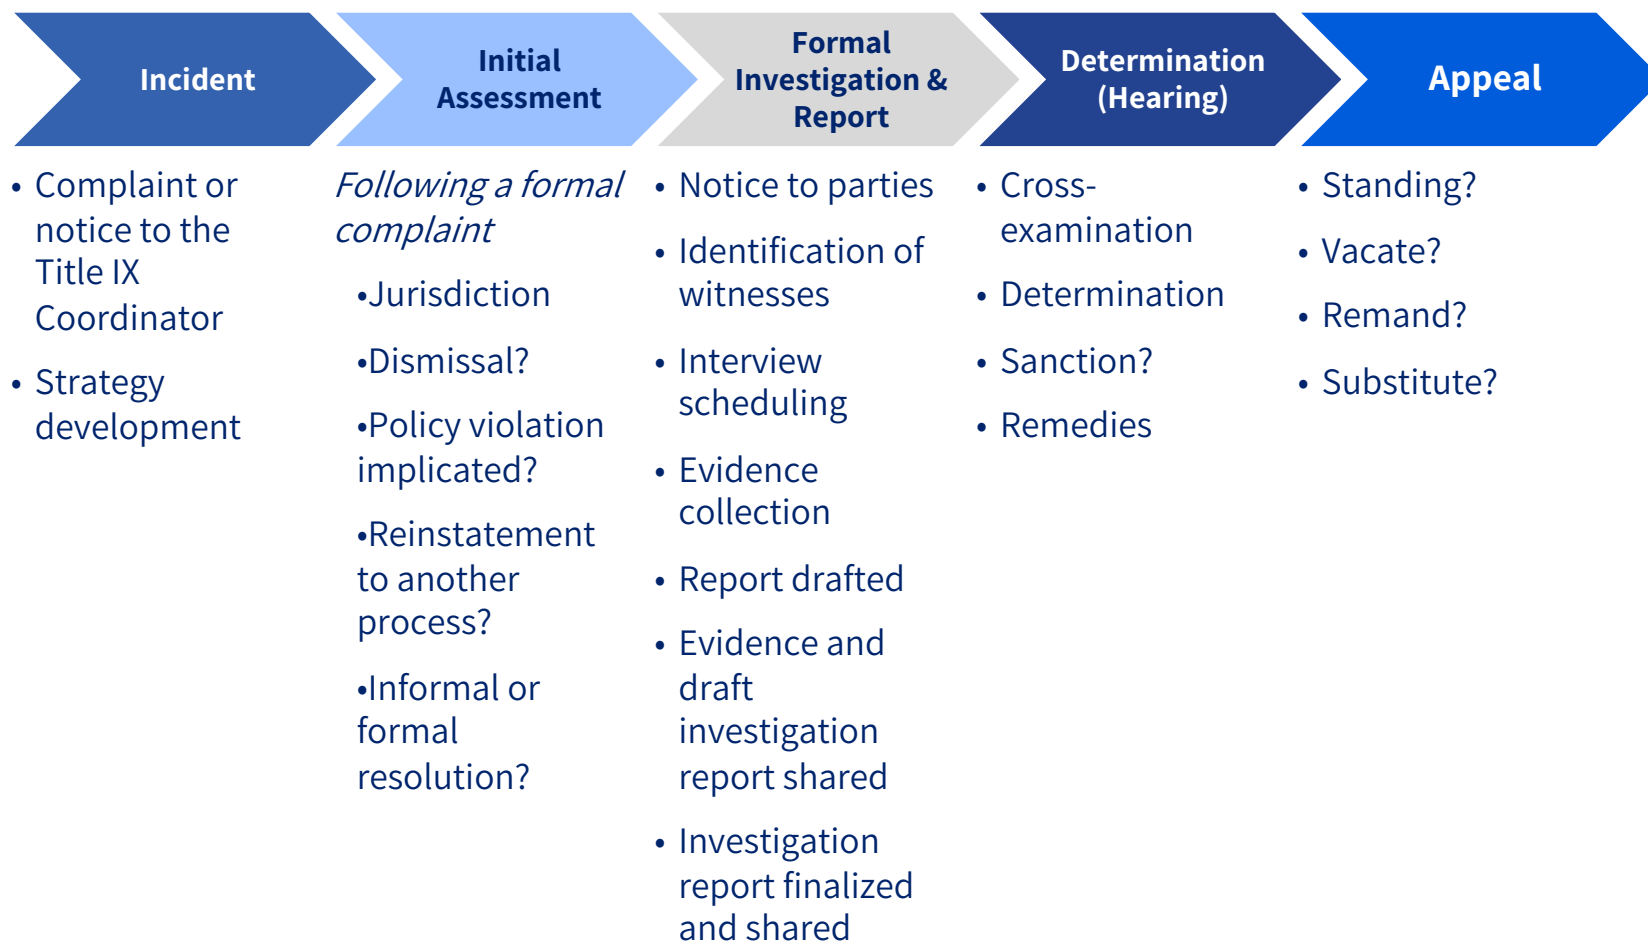 Incident
Initial
Assessment
Formal
Investigation &
Report
Determination
(Hearing)
Appeal
• Complaint or
notice to the
Title IX
Coordinator
• Strategy
development
Following a formal
complaint
•Jurisdiction
•Dismissal?
•Policy violation
implicated?
•Reinstatement
to another
process?
•Informal or
formal
resolution?
• Notice to parties
• Identification of
witnesses
• Interview
scheduling
• Evidence
collection
• Report drafted
• Evidence and
draft
investigation
report shared
• Investigation
report finalized
and shared
• Cross-
examination
• Determination
• Sanction?
• Remedies
• Standing?
• Vacate?
• Remand?
• Substitute?